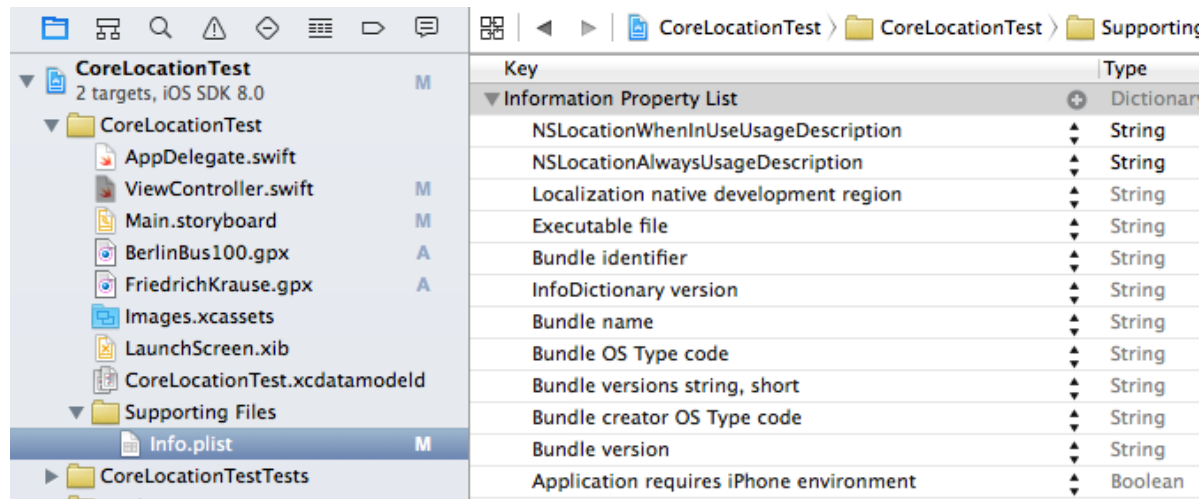 CoreLocationTest
2 targets, iOS SDK 8.0
M
CoreLocationTest
AppDelegate.swift
ViewController.swift M
Main.storyboard M
BerlinBus100.gpx A
FriedrichKrause.gpx A
Images.xcassets
LaunchScreen.xib
CoreLocationTest.xcdatamodeld
Supporting Files
Info.plist M
CoreLocationTestTests
CoreLocationTest CoreLocationTest Supporting
Key Type
Information Property List Dictionary
NSLocationWhenInUseUsageDescription String
NSLocationAlwaysUsageDescription String
Localization native development region String
Executable file String
Bundle identifier String
InfoDictionary version String
Bundle name String
Bundle OS Type code String
Bundle versions string, short String
Bundle creator OS Type code String
Bundle version String
Application requires iPhone environment Boolean